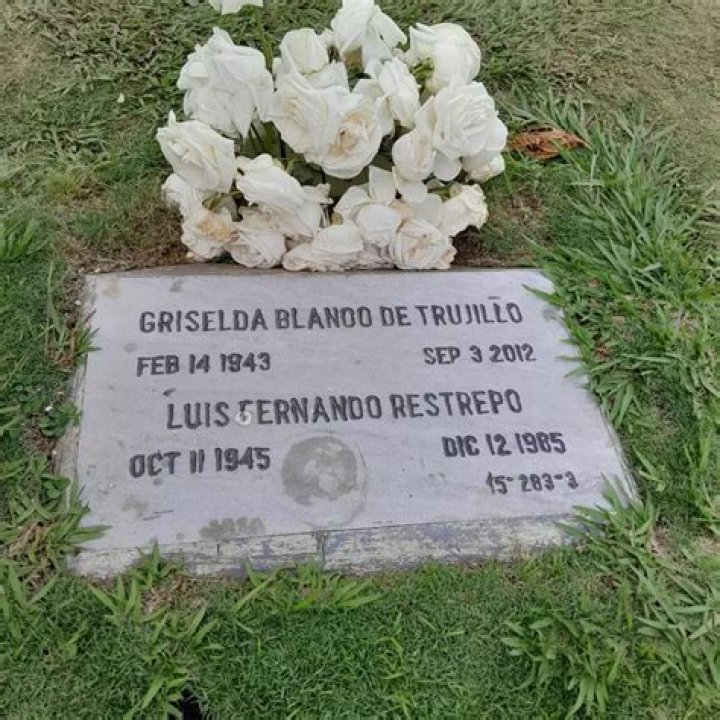 GRISELDA BLANCO DE TRUJILLO
FEB 14 1943 SEP 3 2012
LUIS FERNANDO RESTREPO
OCT 11 1945 DIC 12 1985
15-283-3